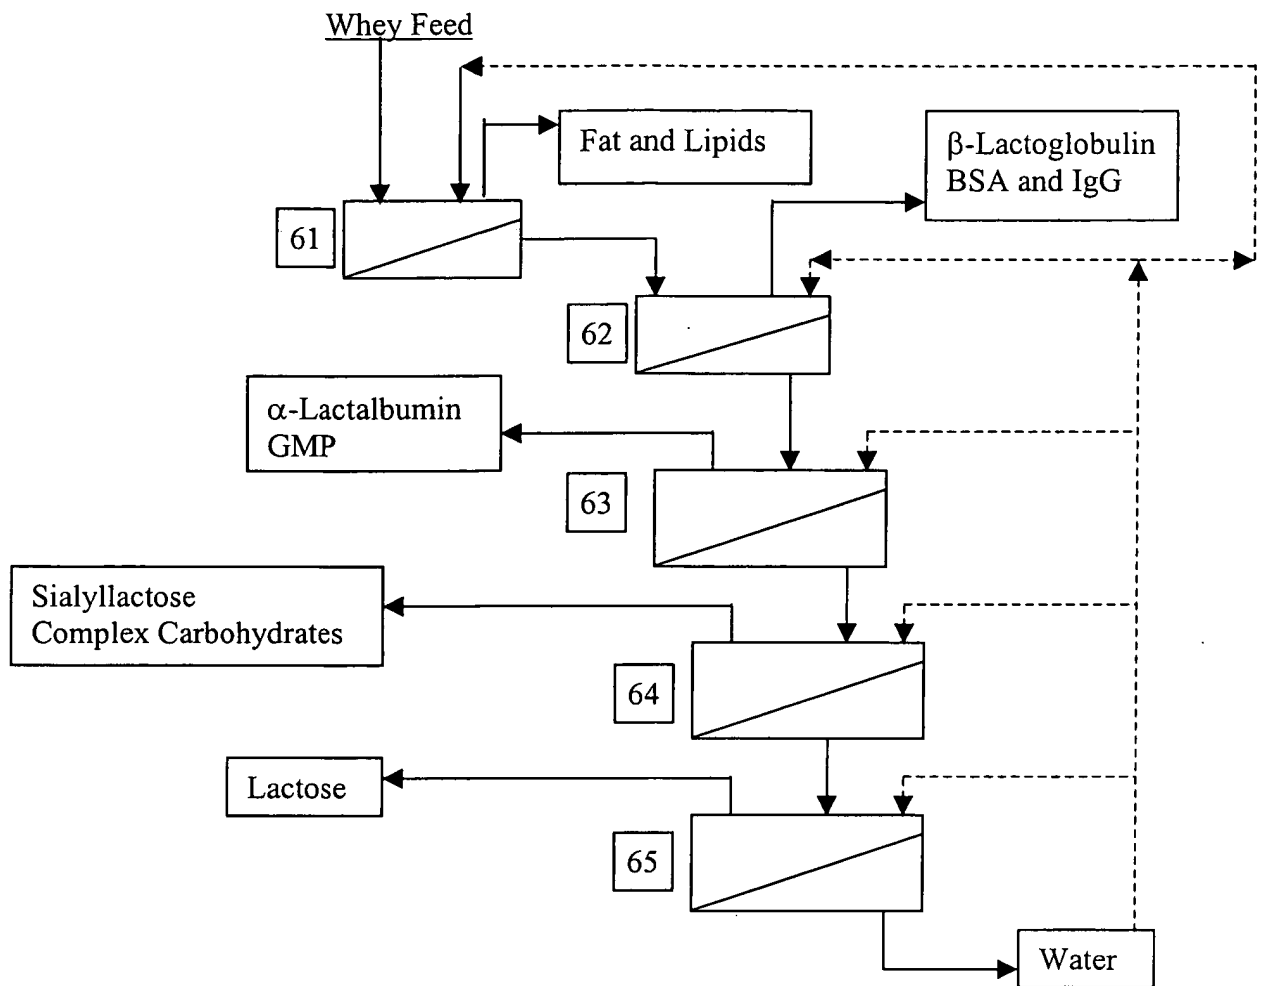 Whey Feed
Fat and Lipids
β-Lactoglobulin
BSA and IgG
61
62
α-Lactalbumin
GMP
63
Sialyllactose
Complex Carbohydrates
64
Lactose
65
Water